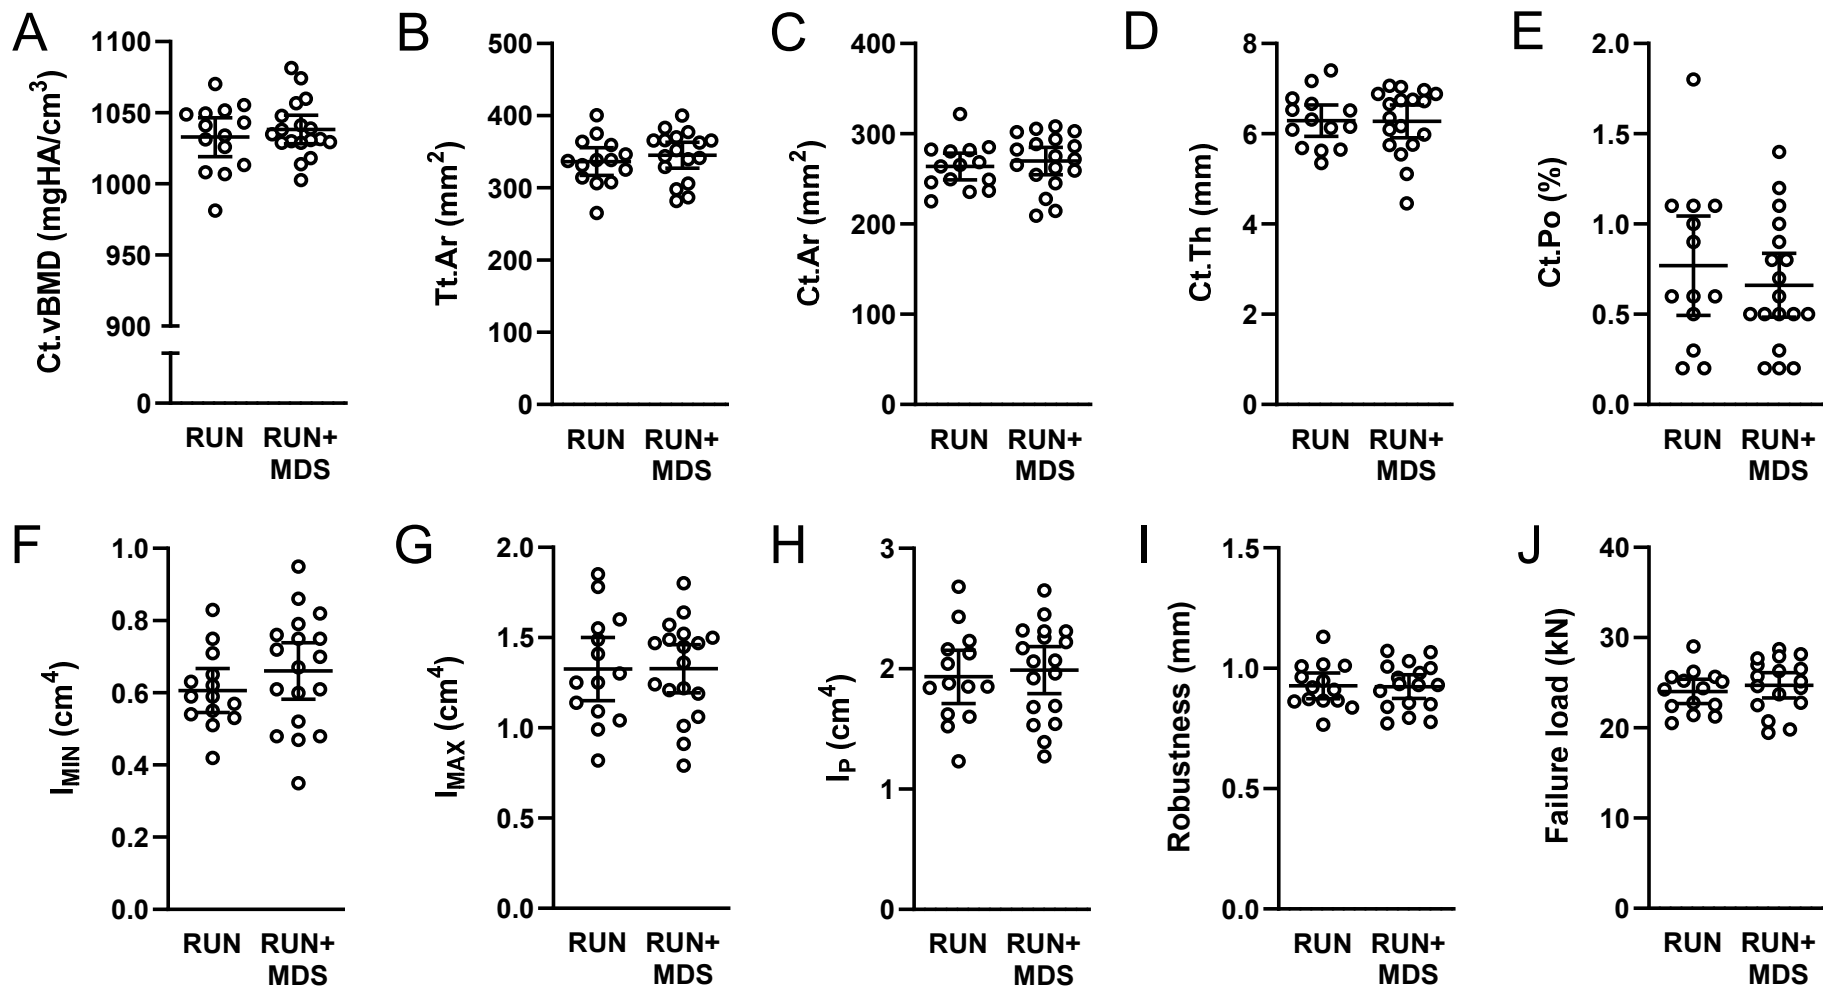 A
Ct.vBMD (mgHA/cm3)
1100
1050
1000
950
900
0
RUN
RUN+
MDS
B
Tt.Ar (mm2)
500
400
300
200
100
0
RUN
RUN+
MDS
C
Ct.Ar (mm2)
400
300
200
100
0
RUN
RUN+
MDS
D
Ct.Th (mm)
8
6
4
2
0
RUN
RUN+
MDS
E
Ct.Po (%)
2.0
1.5
1.0
0.5
0.0
RUN
RUN+
MDS
F
IMIN (cm4)
1.0
0.8
0.6
0.4
0.2
0.0
RUN
RUN+
MDS
G
IMAX (cm4)
2.0
1.5
1.0
0.5
0.0
RUN
RUN+
MDS
H
IP (cm4)
3
2
1
0
RUN
RUN+
MDS
I
Robustness (mm)
1.5
1.0
0.5
0.0
RUN
RUN+
MDS
J
Failure load (kN)
40
30
20
10
0
RUN
RUN+
MDS